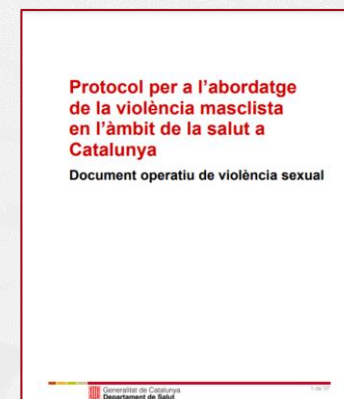 Protocol per a l'abordatge
de la violència masclista
en l'àmbit de la salut a
Catalunya
Document operatiu de violència sexual
Generalitat de Catalunya
Departament de Salut